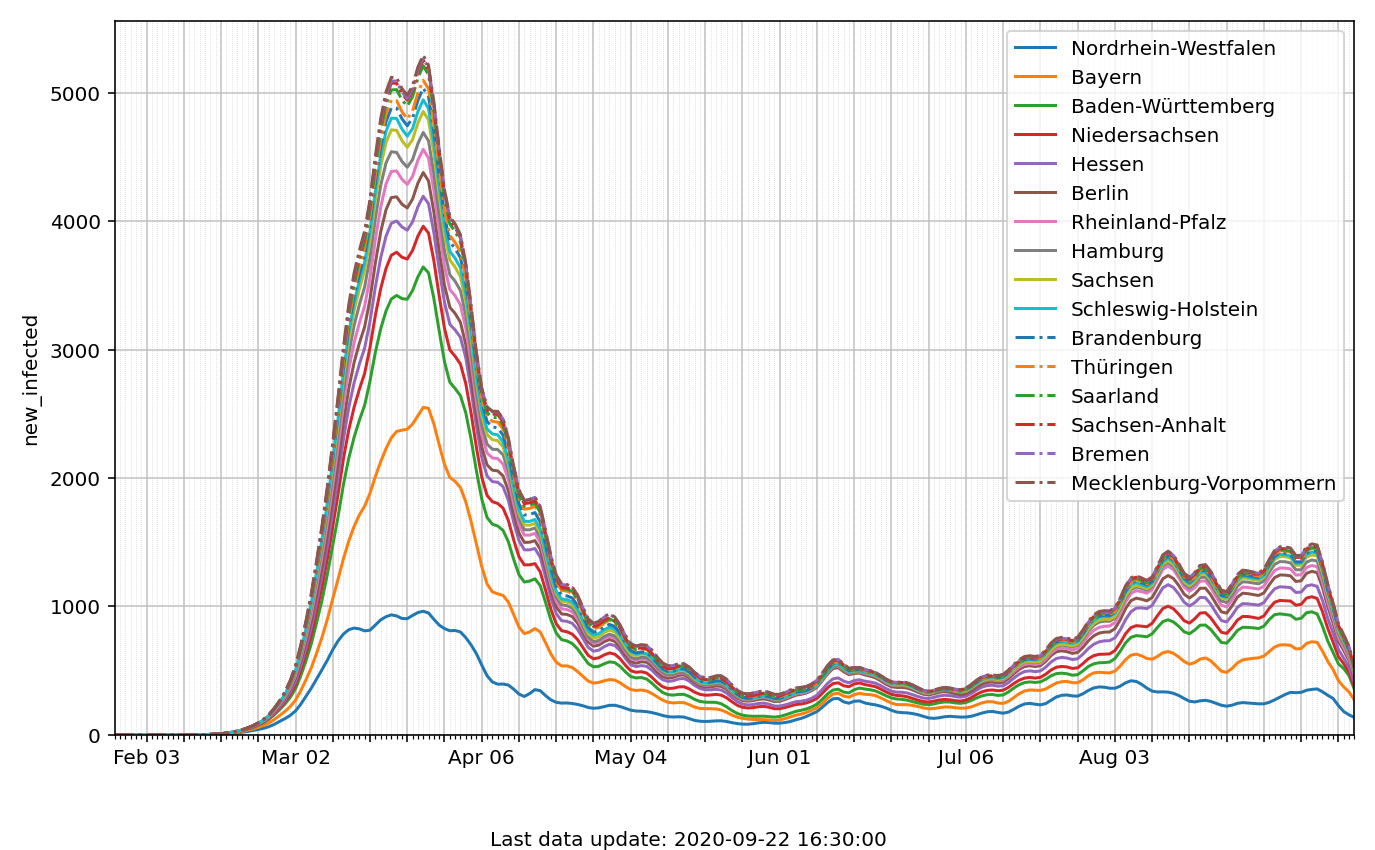 new_infected
5000
4000
3000
2000
1000
0
Feb 03
Mar 02
Apr 06
May 04
Jun 01
Jul 06
Aug 03
Nordrhein-Westfalen
Bayern
Baden-Württemberg
Niedersachsen
Hessen
Berlin
Rheinland-Pfalz
Hamburg
Sachsen
Schleswig-Holstein
Brandenburg
Thüringen
Saarland
Sachsen-Anhalt
Bremen
Mecklenburg-Vorpommern
Last data update: 2020-09-22 16:30:00